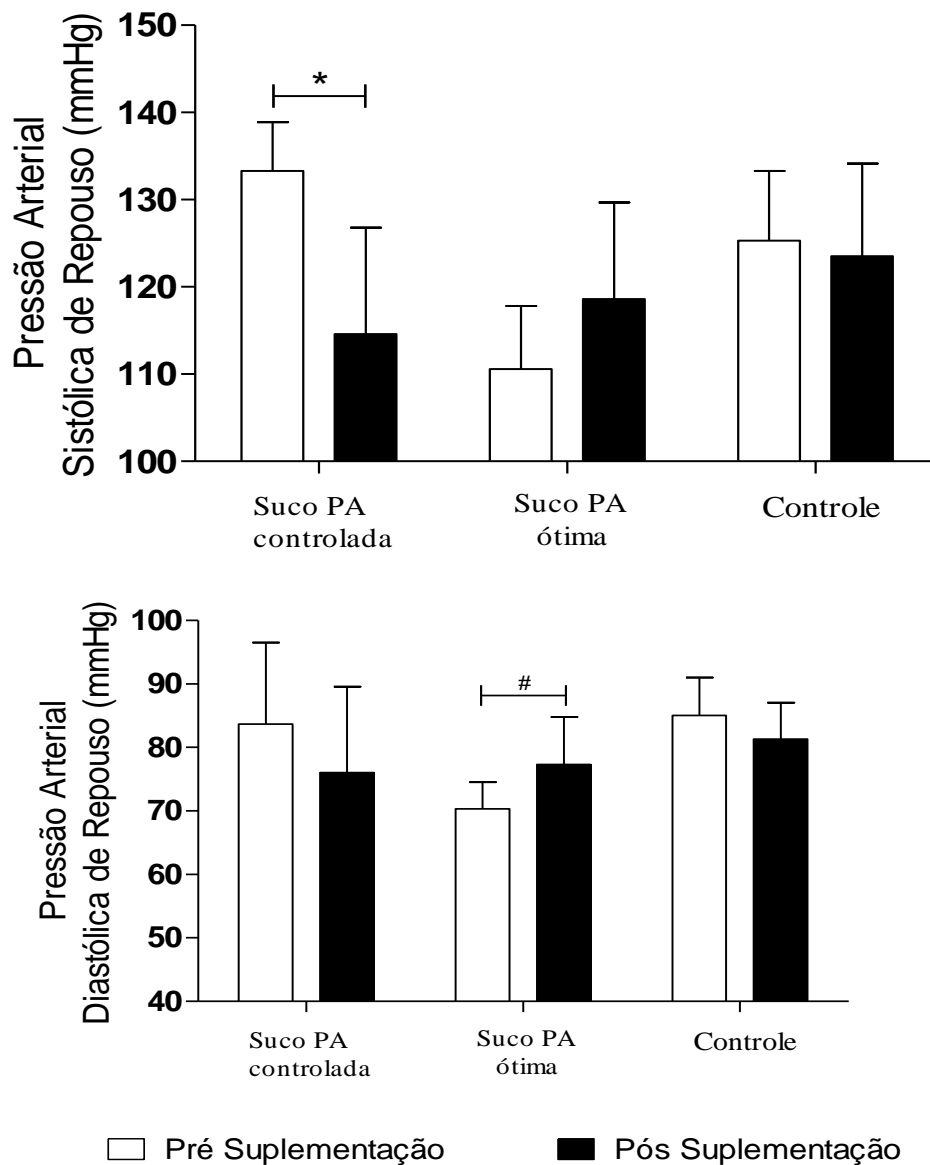 Pressão Arterial
Sistólica de Repouso (mmHg)
150
140
130
120
110
100
*
Suco PA
controlada
Suco PA
ótima
Controle
Pressão Arterial
Diastólica de Repouso (mmHg)
100
90
80
70
60
50
40
#
Suco PA
controlada
Suco PA
ótima
Controle
Pré Suplementação
Pós Suplementação